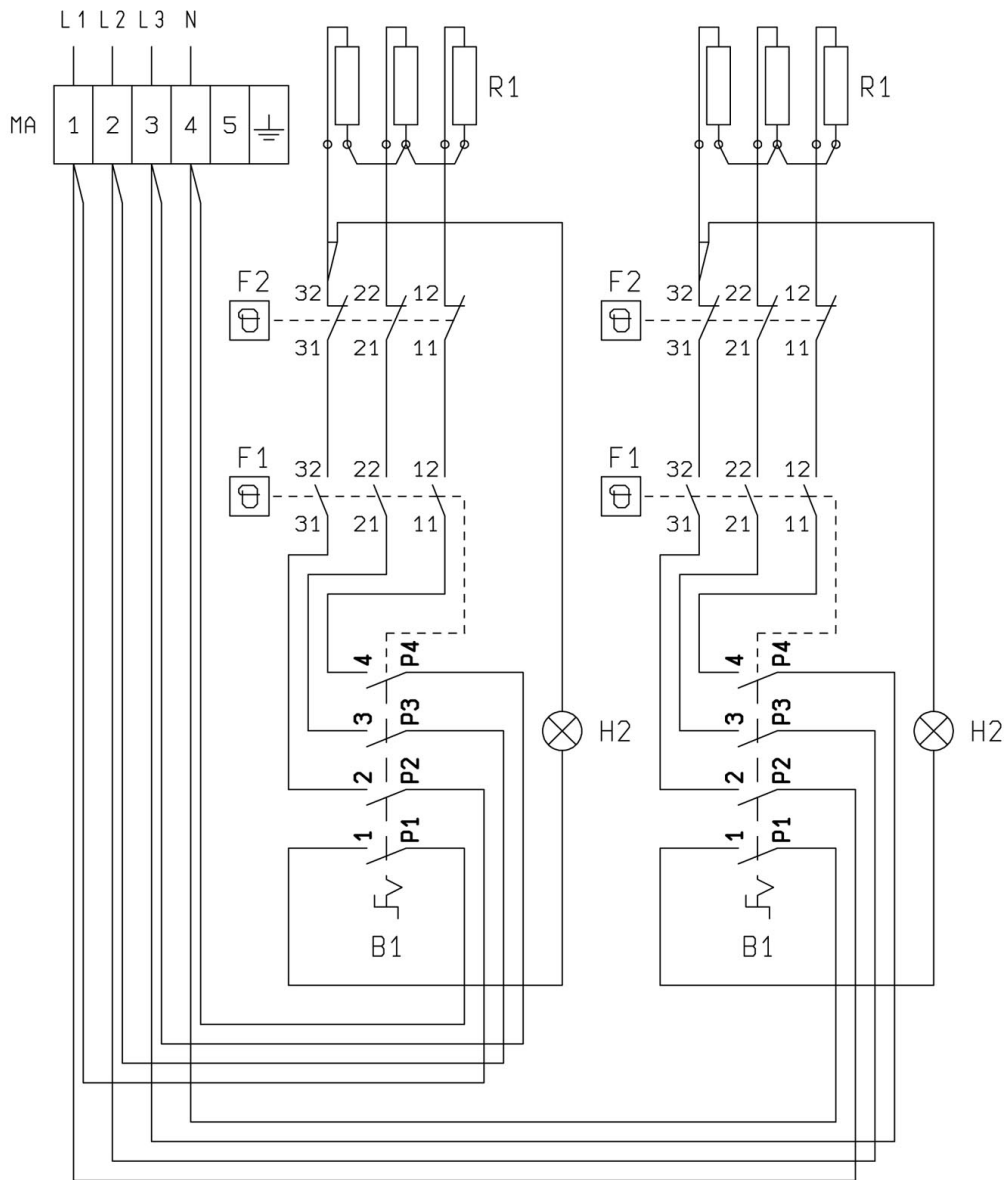 L1 L2 L3 N
MA 1 2 3 4 5
R1 R1
F2 32 22 12 F2 32 22 12
31 21 11 31 21 11
F1 32 22 12 F1 32 22 12
31 21 11 31 21 11
4 P4 4 P4
3 P3 3 P3
H2 H2
2 P2 2 P2
1 P1 1 P1
B1 B1